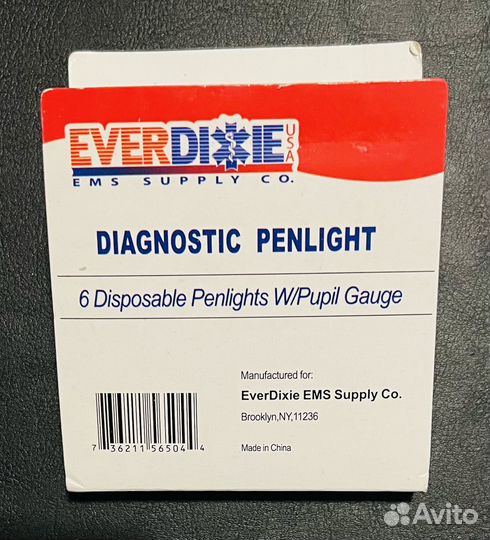 EVERDIXIE USA
EMS SUPPLY CO.
DIAGNOSTIC PENLIGHT
6 Disposable Penlights W/Pupil Gauge
Manufactured for:
EverDixie EMS Supply Co.
Brooklyn,NY,11236
Made in China
7 36211 56504 4
Avito